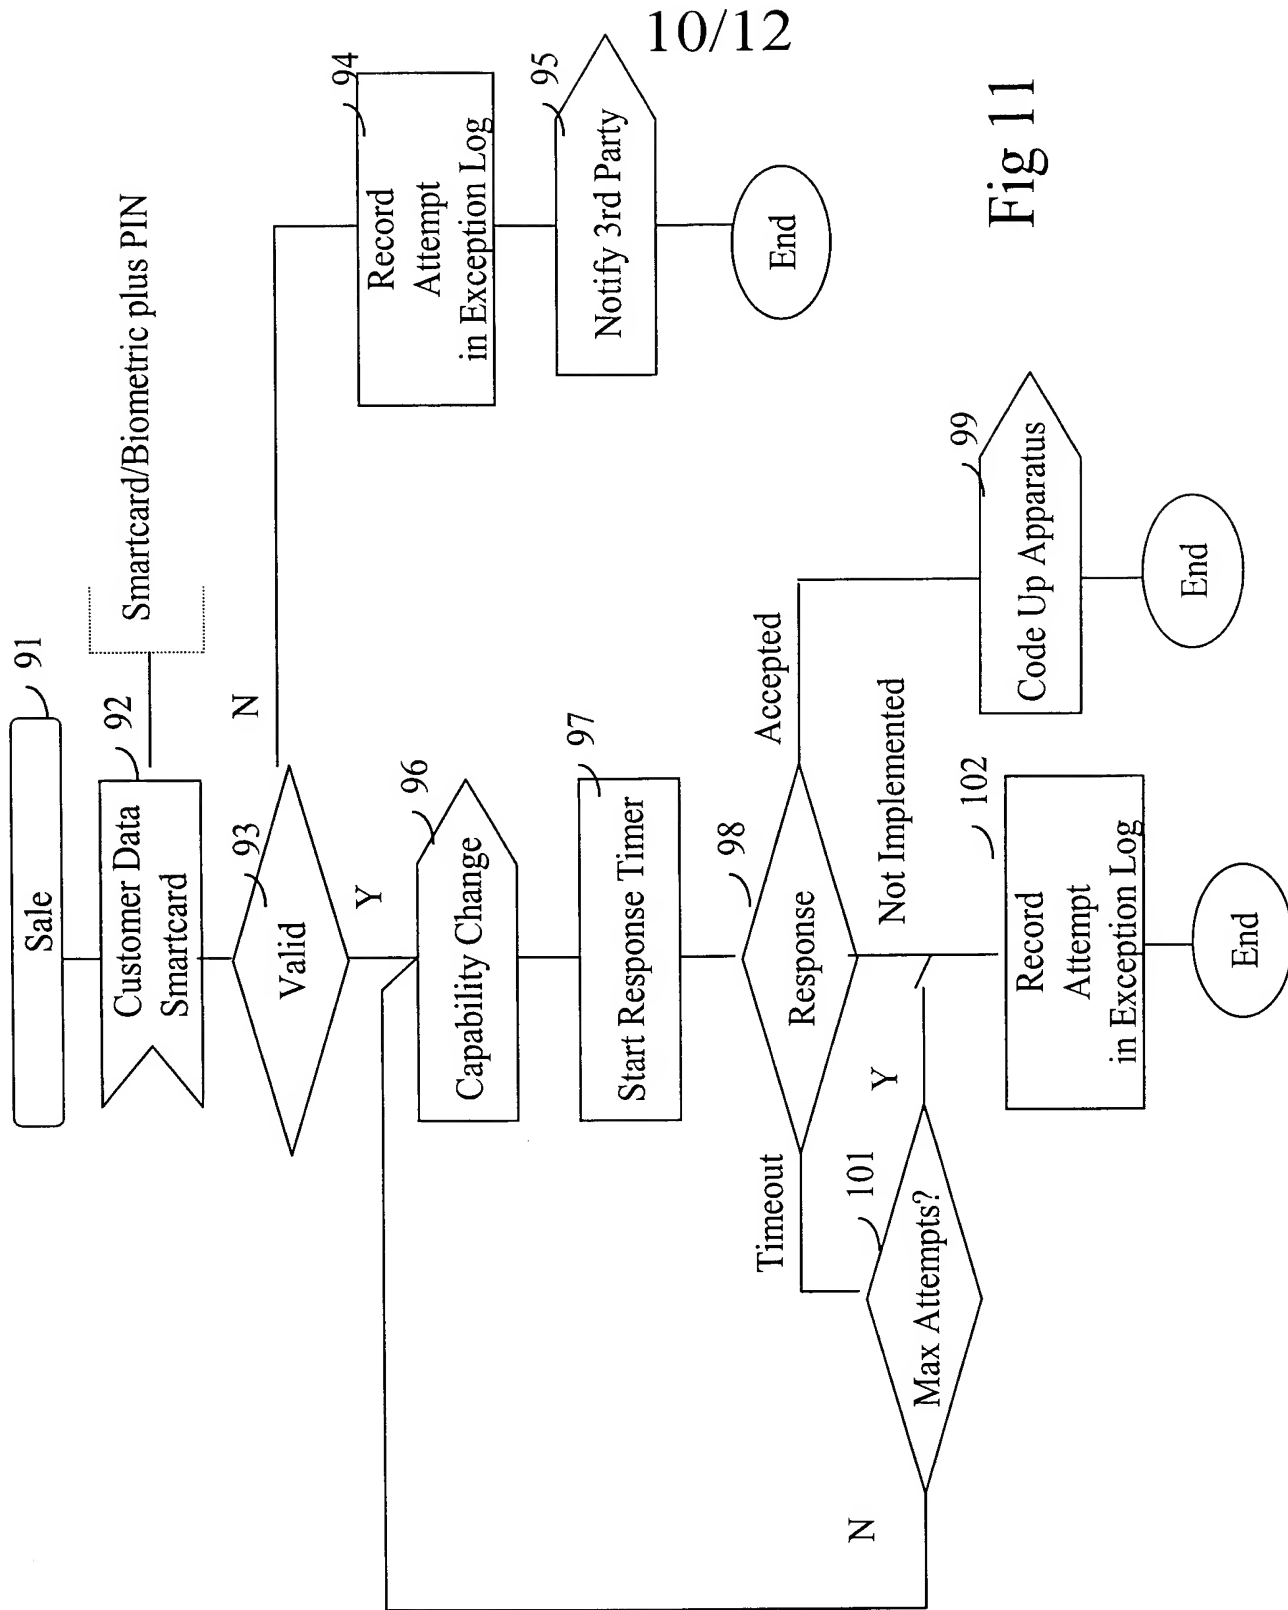 10/12
Sale
91
Customer Data
Smartcard
92
Smartcard/Biometric plus PIN
Valid
93
N
Y
Record
Attempt
in Exception Log
94
Notify 3rd Party
95
End
Capability Change
96
Start Response Timer
97
Response
98
Timeout
Accepted
Not Implemented
Code Up Apparatus
99
End
Max Attempts?
101
Y
N
Record
Attempt
in Exception Log
102
End
Fig 11